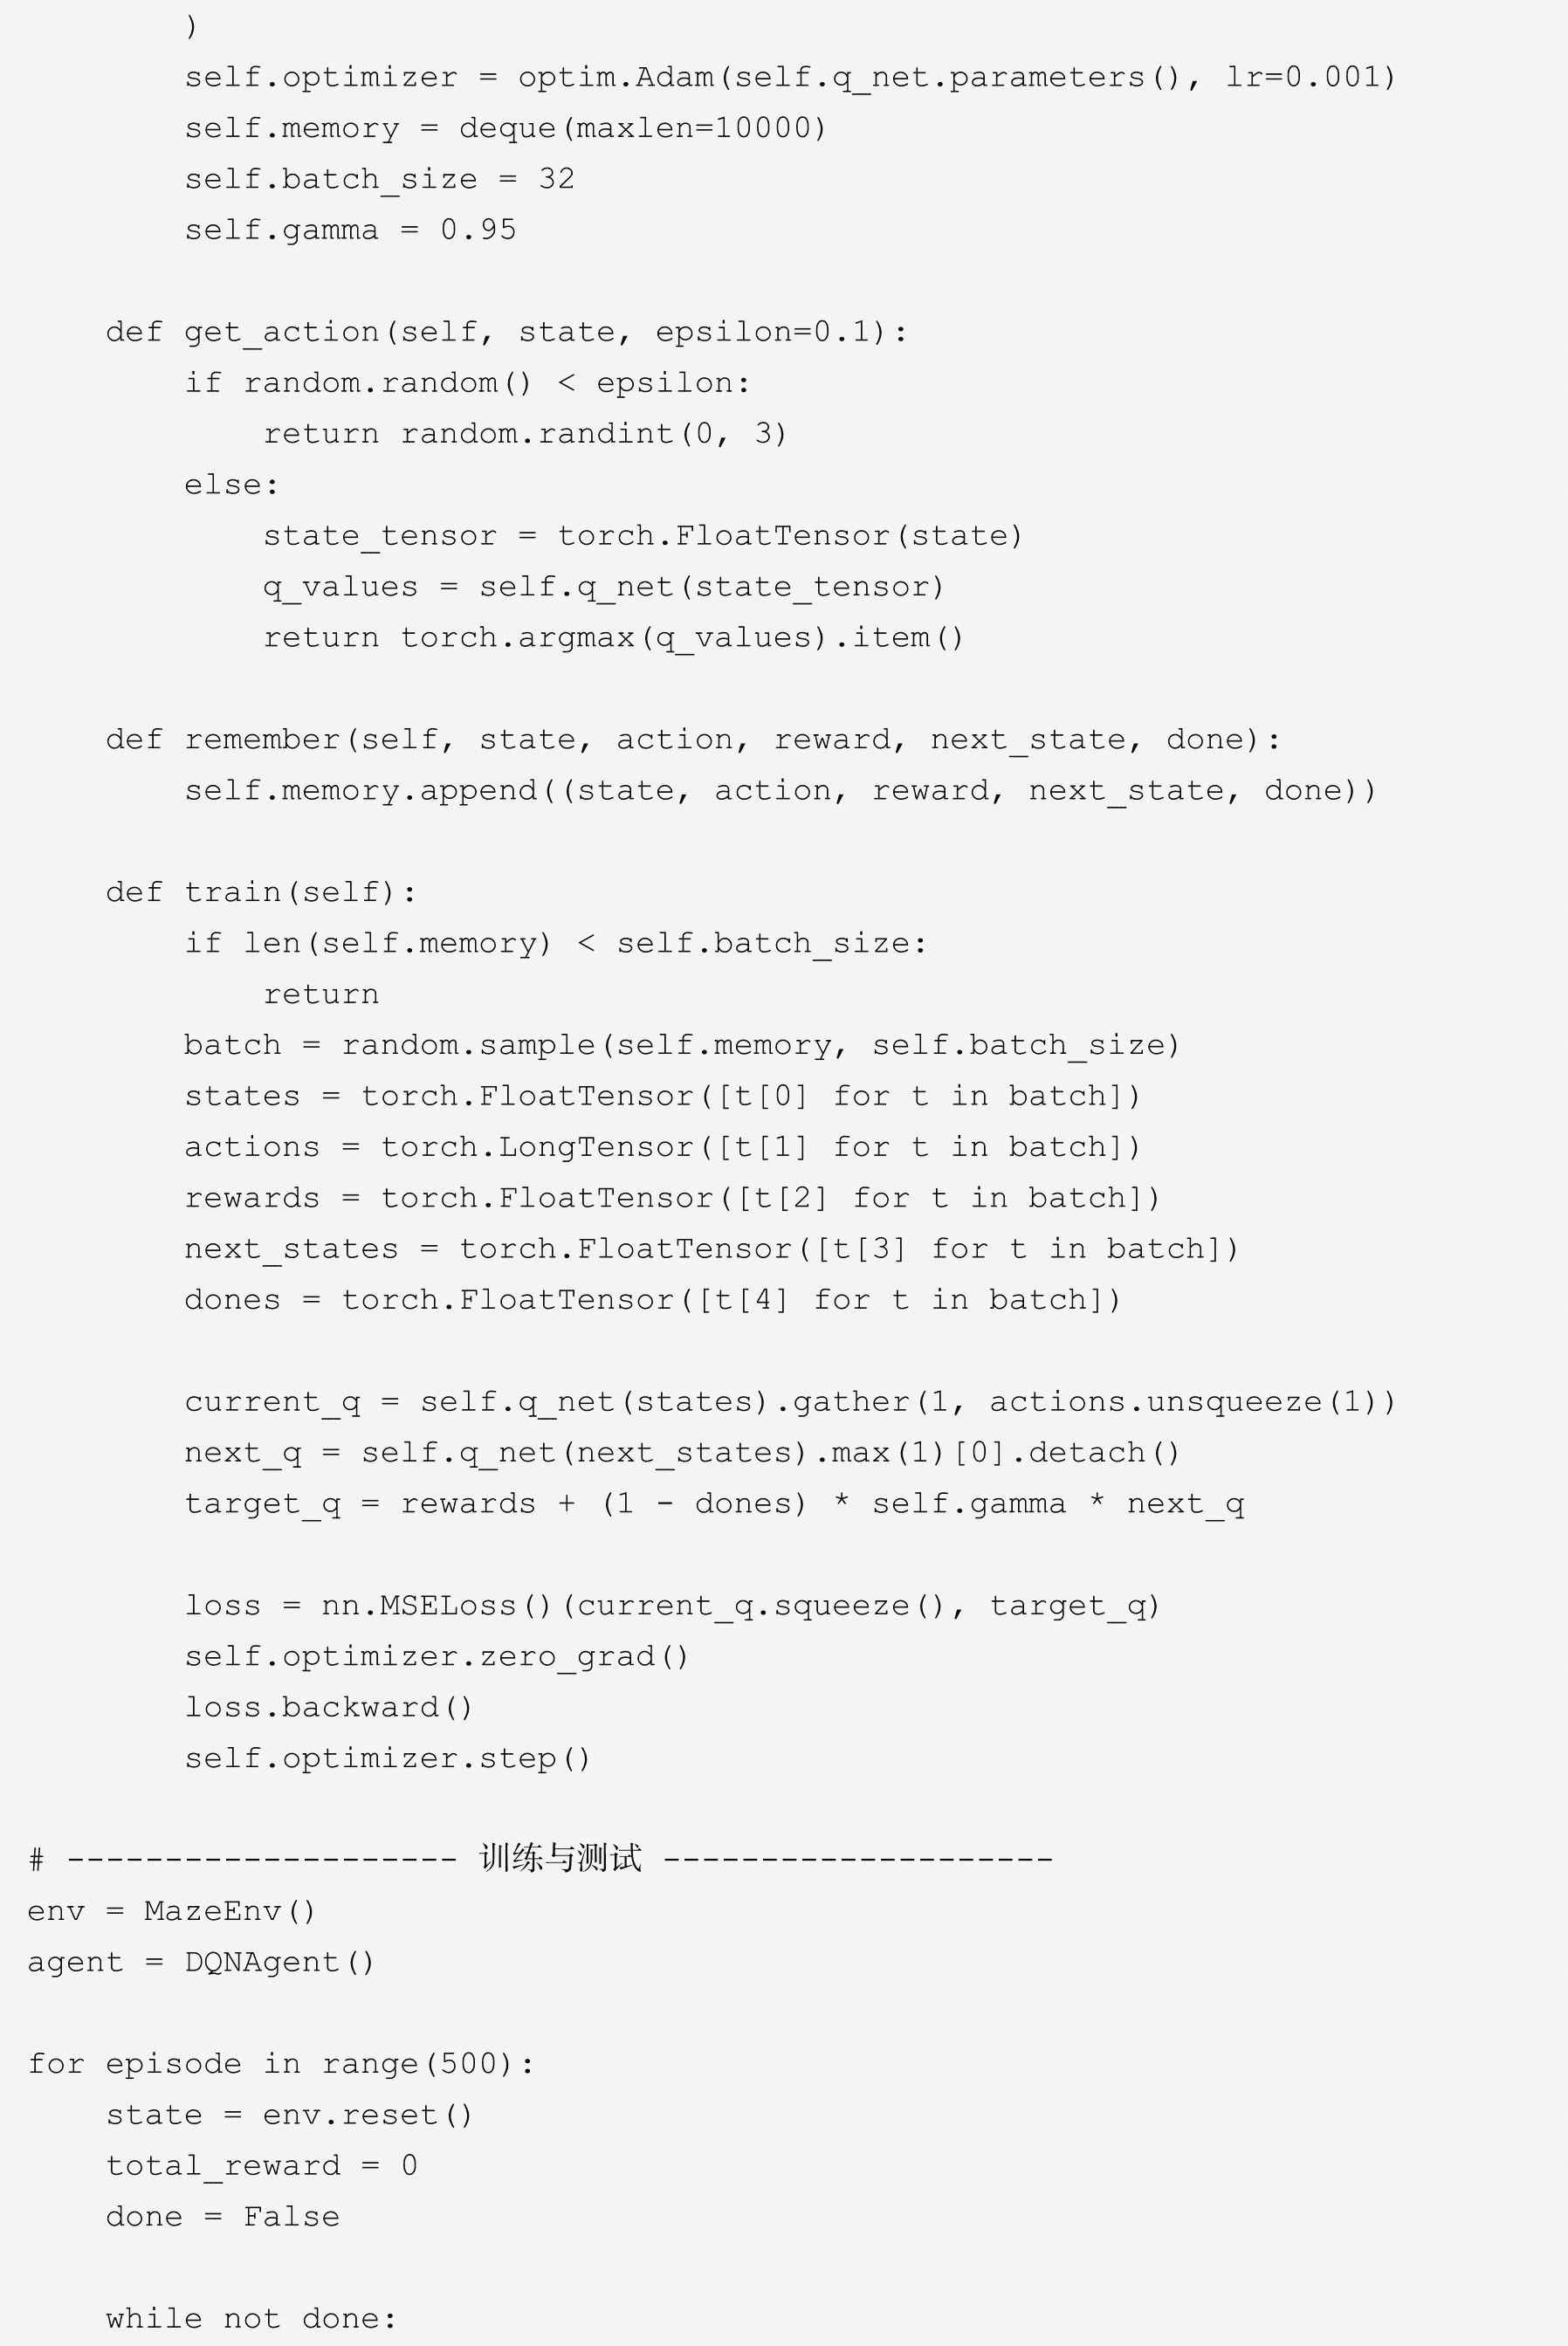 )
        self.optimizer = optim.Adam(self.q_net.parameters(), lr=0.001)
        self.memory = deque(maxlen=10000)
        self.batch_size = 32
        self.gamma = 0.95

    def get_action(self, state, epsilon=0.1):
        if random.random() < epsilon:
            return random.randint(0, 3)
        else:
            state_tensor = torch.FloatTensor(state)
            q_values = self.q_net(state_tensor)
            return torch.argmax(q_values).item()

    def remember(self, state, action, reward, next_state, done):
        self.memory.append((state, action, reward, next_state, done))

    def train(self):
        if len(self.memory) < self.batch_size:
            return
        batch = random.sample(self.memory, self.batch_size)
        states = torch.FloatTensor([t[0] for t in batch])
        actions = torch.LongTensor([t[1] for t in batch])
        rewards = torch.FloatTensor([t[2] for t in batch])
        next_states = torch.FloatTensor([t[3] for t in batch])
        dones = torch.FloatTensor([t[4] for t in batch])

        current_q = self.q_net(states).gather(1, actions.unsqueeze(1))
        next_q = self.q_net(next_states).max(1)[0].detach()
        target_q = rewards + (1 - dones) * self.gamma * next_q

        loss = nn.MSELoss()(current_q.squeeze(), target_q)
        self.optimizer.zero_grad()
        loss.backward()
        self.optimizer.step()

# -------------------- 训练与测试 --------------------
env = MazeEnv()
agent = DQNAgent()

for episode in range(500):
    state = env.reset()
    total_reward = 0
    done = False

    while not done: